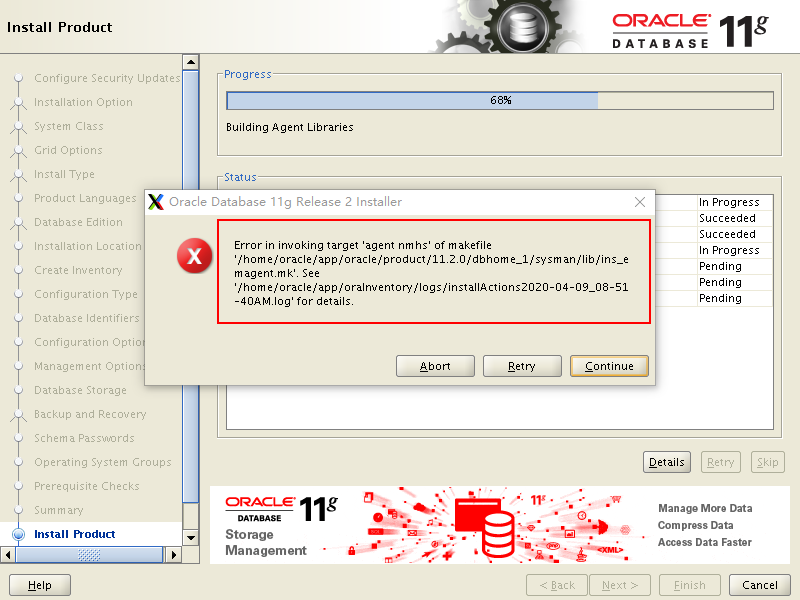 Install Product
ORACLE
DATABASE
11g
Configure Security Updates
Installation Option
System Class
Grid Options
Install Type
Product Languages
Database Edition
Installation Location
Create Inventory
Configuration Type
Database Identifiers
Configuration Optio
Management Options
Database Storage
Backup and Recovery
Schema Passwords
Operating System Groups
Prerequisite Checks
Summary
Install Product
Progress
68%
Building Agent Libraries
Status
In Progress
Succeeded
Succeeded
In Progress
Pending
Pending
Pending
Oracle Database 11g Release 2 Installer
Error in invoking target 'agent nmhs' of makefile
'/home/oracle/app/oracle/product/11.2.0/dbhome_1/sysman/lib/ins_e
magent.mk'. See
'/home/oracle/app/oraInventory/logs/installActions2020-04-09_08-51
-40AM.log' for details.
Abort
Retry
Continue
Details
Retry
Skip
ORACLE
DATABASE
11g
Storage
Management
11g
<XML>
Manage More Data
Compress Data
Access Data Faster
Help
< Back
Next >
Finish
Cancel